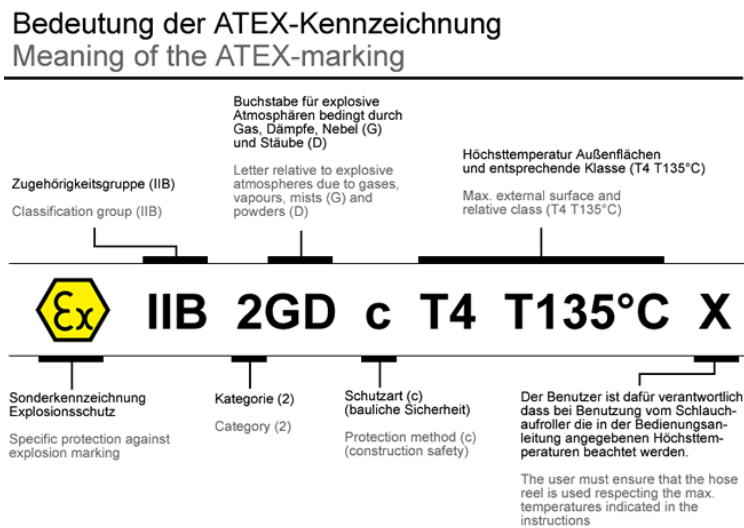 Bedeutung der ATEX-Kennzeichnung
Meaning of the ATEX-marking
Zugehörigkeitsgruppe (IIB)
Classification group (IIB)
Buchstabe für explosive
Atmosphären bedingt durch
Gas, Dämpfe, Nebel (G)
und Stäube (D)
Letter relative to explosive
atmospheres due to gases,
vapours, mists (G) and
powders (D)
Höchsttemperatur Außenflächen
und entsprechende Klasse (T4 T135°C)
Max. external surface and
relative class (T4 T135°C)
Ex IIB 2GD c T4 T135°C X
Sonderkennzeichnung
Explosionsschutz
Specific protection against
explosion marking
Kategorie (2)
Category (2)
Schutzart (c)
(bauliche Sicherheit)
Protection method (c)
(construction safety)
Der Benutzer ist dafür verantwortlich
dass bei Benutzung vom Schlauch-
aufroller die in der Bedienungsan-
leitung angegebenen Höchsttem-
peraturen beachtet werden.
The user must ensure that the hose
reel is used respecting the max.
temperatures indicated in the
instructions